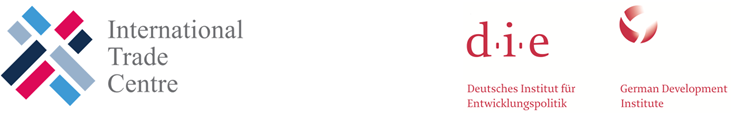 International
Trade
Centre
d·i·e
Deutsches Institut für
Entwicklungspolitik
German Development
Institute